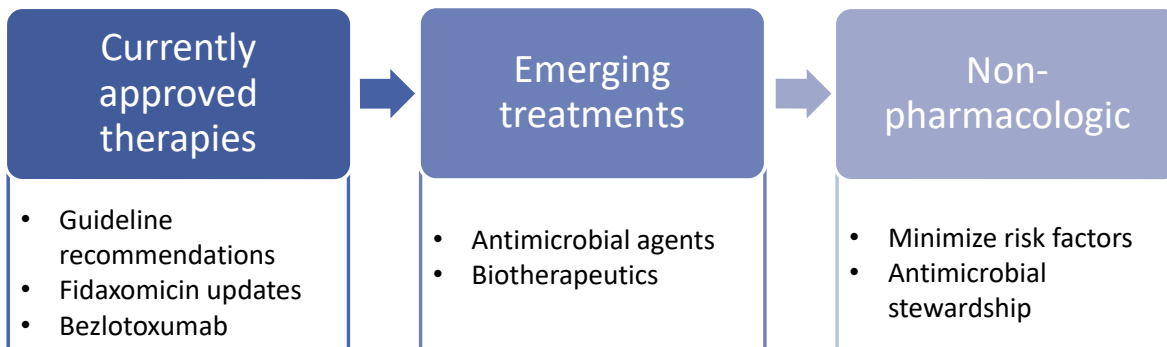 Currently
approved
therapies
• Guideline
recommendations
• Fidaxomicin updates
• Bezlotoxumab
Emerging
treatments
• Antimicrobial agents
• Biotherapeutics
Non-
pharmacologic
• Minimize risk factors
• Antimicrobial
stewardship